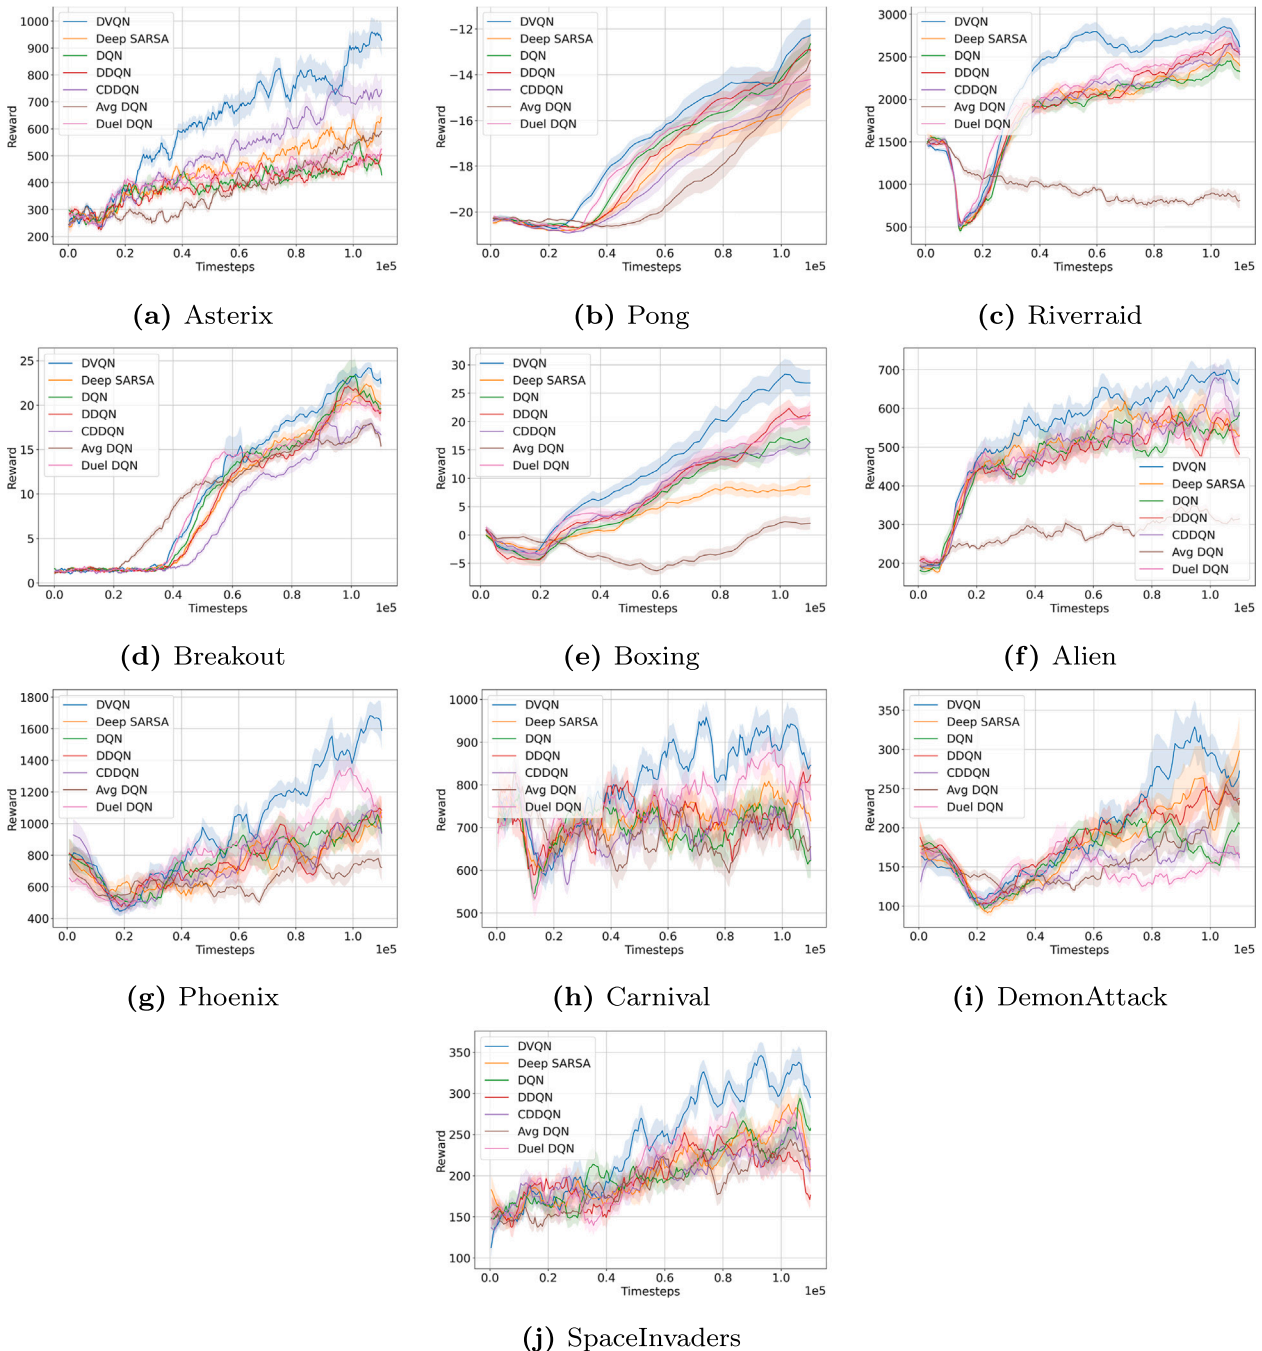 1000
900
800
700
600
500
400
300
200
Reward
DVQN
Deep SARSA
DQN
DDQN
CDDQN
Avg DQN
Duel DQN
0.0 0.2 0.4 0.6 0.8 1.0
Timesteps 1e5
(a) Asterix
−12
−14
−16
−18
−20
Reward
DVQN
Deep SARSA
DQN
DDQN
CDDQN
Avg DQN
Duel DQN
0.0 0.2 0.4 0.6 0.8 1.0
Timesteps 1e5
(b) Pong
3000
2500
2000
1500
1000
500
Reward
DVQN
Deep SARSA
DQN
DDQN
CDDQN
Avg DQN
Duel DQN
0.0 0.2 0.4 0.6 0.8 1.0
Timesteps 1e5
(c) Riverraid
25
20
15
10
5
0
Reward
DVQN
Deep SARSA
DQN
DDQN
CDDQN
Avg DQN
Duel DQN
0.0 0.2 0.4 0.6 0.8 1.0
Timesteps 1e5
(d) Breakout
30
25
20
15
10
5
0
−5
Reward
DVQN
Deep SARSA
DQN
DDQN
CDDQN
Avg DQN
Duel DQN
0.0 0.2 0.4 0.6 0.8 1.0
Timesteps 1e5
(e) Boxing
700
600
500
400
300
200
Reward
DVQN
Deep SARSA
DQN
DDQN
CDDQN
Avg DQN
Duel DQN
0.0 0.2 0.4 0.6 0.8 1.0
Timesteps 1e5
(f) Alien
1800
1600
1400
1200
1000
800
600
400
Reward
DVQN
Deep SARSA
DQN
DDQN
CDDQN
Avg DQN
Duel DQN
0.0 0.2 0.4 0.6 0.8 1.0
Timesteps 1e5
(g) Phoenix
1000
900
800
700
600
500
Reward
DVQN
Deep SARSA
DQN
DDQN
CDDQN
Avg DQN
Duel DQN
0.0 0.2 0.4 0.6 0.8 1.0
Timesteps 1e5
(h) Carnival
350
300
250
200
150
100
Reward
DVQN
Deep SARSA
DQN
DDQN
CDDQN
Avg DQN
Duel DQN
0.0 0.2 0.4 0.6 0.8 1.0
Timesteps 1e5
(i) DemonAttack
350
300
250
200
150
100
Reward
DVQN
Deep SARSA
DQN
DDQN
CDDQN
Avg DQN
Duel DQN
0.0 0.2 0.4 0.6 0.8 1.0
Timesteps 1e5
(j) SpaceInvaders